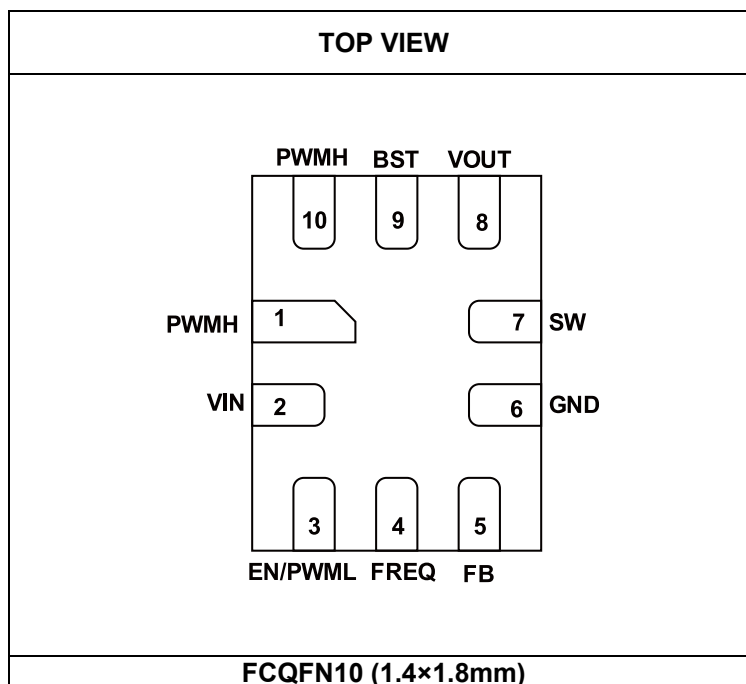 TOP VIEW
PWMH BST VOUT
10 9 8
PWMH 1 7 SW
VIN 2 6 GND
3 4 5
EN/PWML FREQ FB
FCQFN10 (1.4×1.8mm)